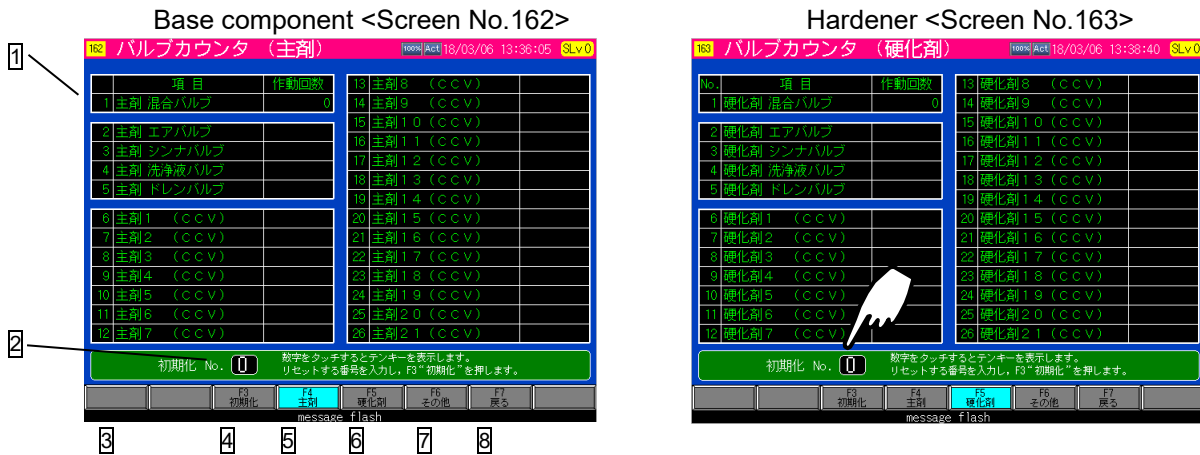 Base component <Screen No.162>
Hardener <Screen No.163>
1
162 バルブカウンタ （主剤） 100% Act 18/03/06 13:36:05 SLv0
項目 作動回数
1 主剤 混合バルブ 0
2 主剤 エアバルブ
3 主剤 シンナバルブ
4 主剤 洗浄液バルブ
5 主剤 ドレンバルブ
6 主剤1 （ＣＣＶ）
7 主剤2 （ＣＣＶ）
8 主剤3 （ＣＣＶ）
9 主剤4 （ＣＣＶ）
10 主剤5 （ＣＣＶ）
11 主剤6 （ＣＣＶ）
12 主剤7 （ＣＣＶ）
13 主剤8 （ＣＣＶ）
14 主剤9 （ＣＣＶ）
15 主剤10（ＣＣＶ）
16 主剤11（ＣＣＶ）
17 主剤12（ＣＣＶ）
18 主剤13（ＣＣＶ）
19 主剤14（ＣＣＶ）
20 主剤15（ＣＣＶ）
21 主剤16（ＣＣＶ）
22 主剤17（ＣＣＶ）
23 主剤18（ＣＣＶ）
24 主剤19（ＣＣＶ）
25 主剤20（ＣＣＶ）
26 主剤21（ＣＣＶ）
2
初期化 No. 0
数字をタッチするとテンキーを表示します。
リセットする番号を入力し，F3“初期化”を押します。
F3 F4 F5 F6 F7
初期化 主剤 硬化剤 その他 戻る
message flash
3 4 5 6 7 8
163 バルブカウンタ （硬化剤） 100% Act 18/03/06 13:38:40 SLv0
No. 項目 作動回数
1 硬化剤 混合バルブ 0
2 硬化剤 エアバルブ
3 硬化剤 シンナバルブ
4 硬化剤 洗浄液バルブ
5 硬化剤 ドレンバルブ
6 硬化剤1 （ＣＣＶ）
7 硬化剤2 （ＣＣＶ）
8 硬化剤3 （ＣＣＶ）
9 硬化剤4 （ＣＣＶ）
10 硬化剤5 （ＣＣＶ）
11 硬化剤6 （ＣＣＶ）
12 硬化剤7 （ＣＣＶ）
13 硬化剤8 （ＣＣＶ）
14 硬化剤9 （ＣＣＶ）
15 硬化剤10（ＣＣＶ）
16 硬化剤11（ＣＣＶ）
17 硬化剤12（ＣＣＶ）
18 硬化剤13（ＣＣＶ）
19 硬化剤14（ＣＣＶ）
20 硬化剤15（ＣＣＶ）
21 硬化剤16（ＣＣＶ）
22 硬化剤17（ＣＣＶ）
23 硬化剤18（ＣＣＶ）
24 硬化剤19（ＣＣＶ）
25 硬化剤20（ＣＣＶ）
26 硬化剤21（ＣＣＶ）
初期化 No. 0
数字をタッチするとテンキーを表示します。
リセットする番号を入力し，F3“初期化”を押します。
F3 F4 F5 F6 F7
初期化 主剤 硬化剤 その他 戻る
message flash